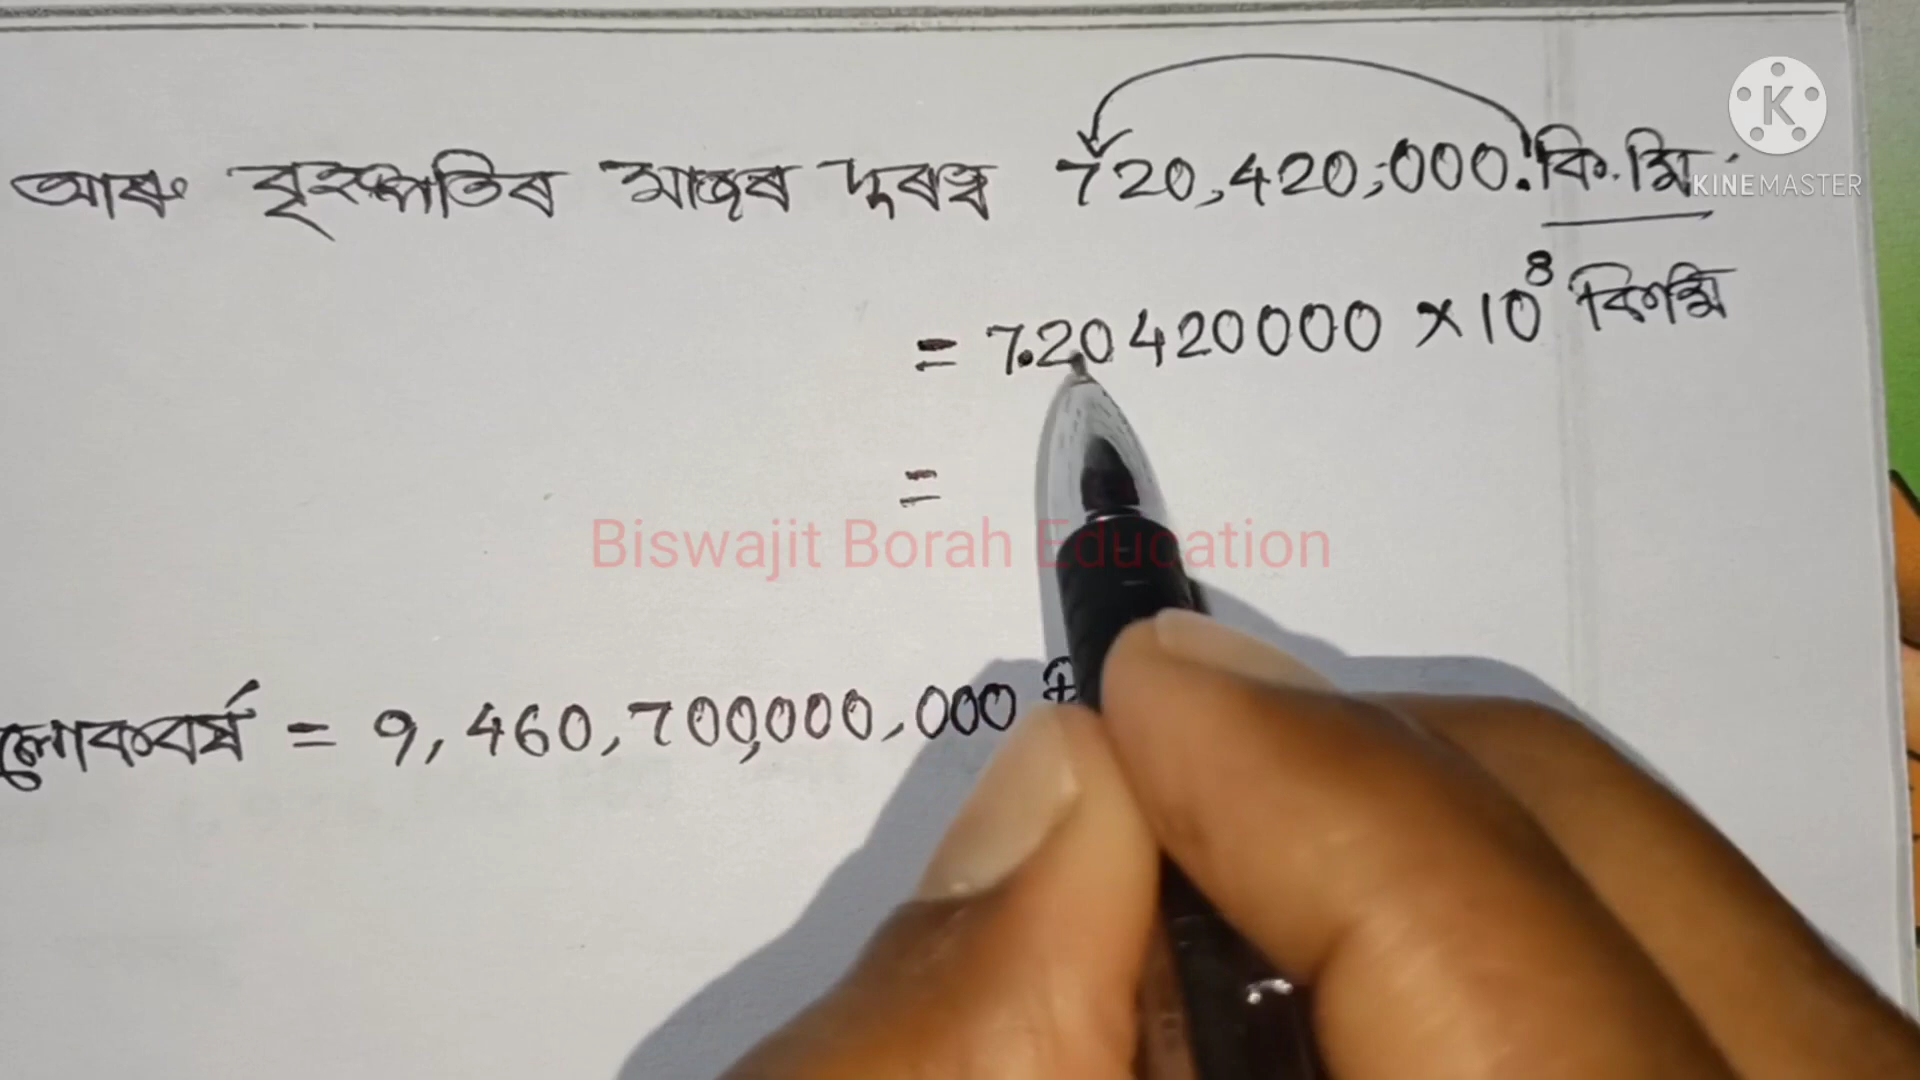 আৰু বৃহস্পতিৰ মাজৰ দূৰত্ব 720,420,000. কি.মি.
KINEMASTER
= 7.20420000 × 10⁸ কিঃমি
=
Biswajit Borah Education
লোকবৰ্ষ = 9,460,700,000,000